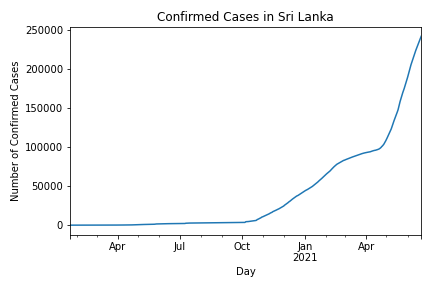 Confirmed Cases in Sri Lanka
Number of Confirmed Cases
250000
200000
150000
100000
50000
0
Apr Jul Oct Jan Apr
2021
Day